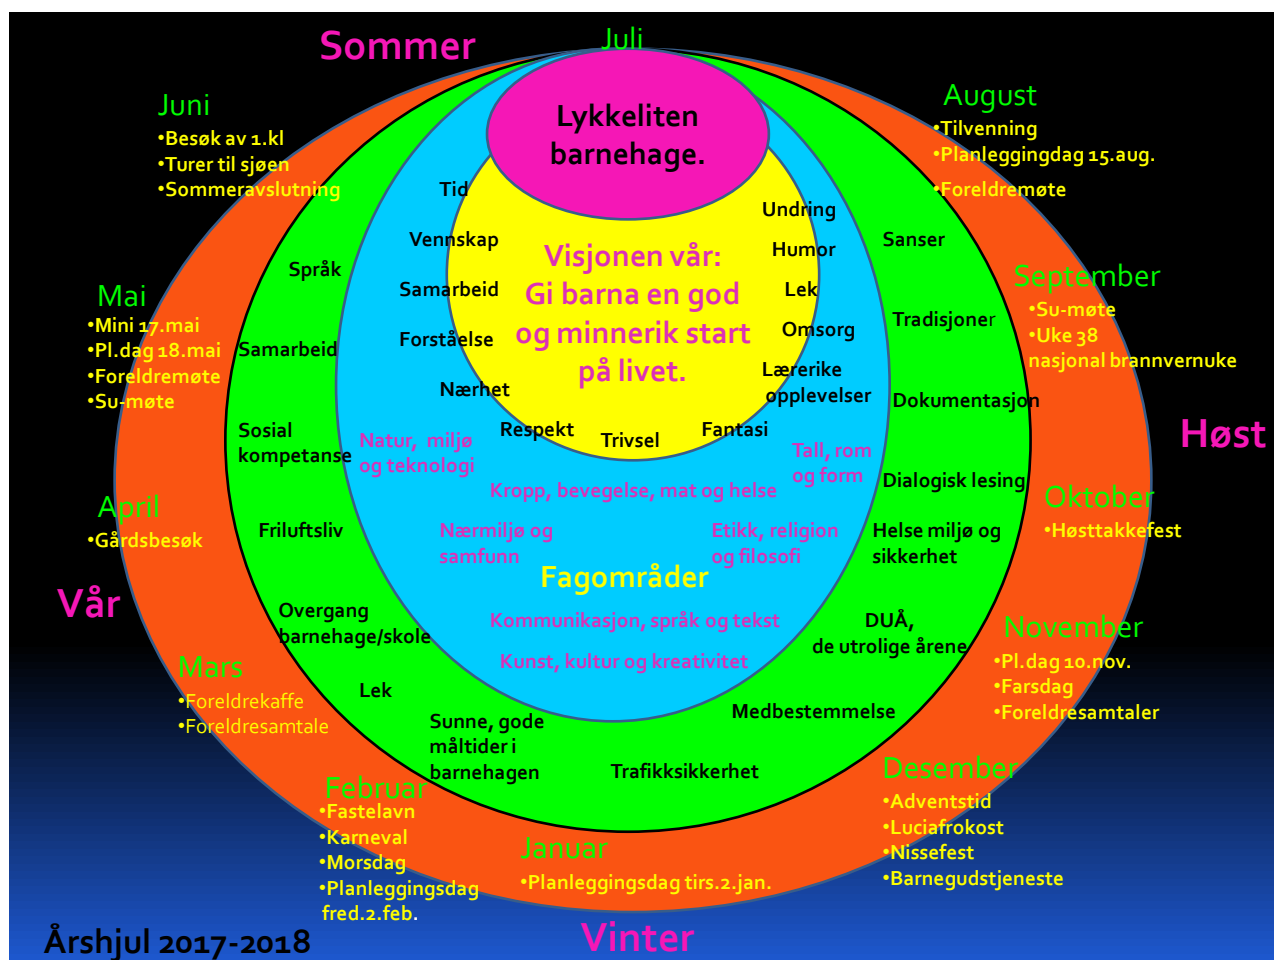 Sommer
Juli
Lykkeliten
barnehage.
Visjonen vår:
Gi barna en god
og minnerik start
på livet.
Tid
Vennskap
Samarbeid
Forståelse
Nærhet
Respekt
Trivsel
Fantasi
Lærerike
opplevelser
Omsorg
Lek
Humor
Undring
Natur, miljø
og teknologi
Tall, rom
og form
Kropp, bevegelse, mat og helse
Nærmiljø og
samfunn
Etikk, religion
og filosofi
Fagområder
Kommunikasjon, språk og tekst
Kunst, kultur og kreativitet
Sanser
Tradisjoner
Dokumentasjon
Dialogisk lesing
Helse miljø og
sikkerhet
DUÅ,
de utrolige årene
Medbestemmelse
Trafikksikkerhet
Sunne, gode
måltider i
barnehagen
Lek
Overgang
barnehage/skole
Friluftsliv
Sosial
kompetanse
Samarbeid
Språk
August
•Tilvenning
•Planleggingdag 15.aug.
•Foreldremøte
September
•Su-møte
•Uke 38
nasjonal brannvernuke
Høst
Oktober
•Høsttakkefest
November
•Pl.dag 10.nov.
•Farsdag
•Foreldresamtaler
Desember
•Adventstid
•Luciafrokost
•Nissefest
•Barnegudstjeneste
Vinter
Januar
•Planleggingsdag tirs.2.jan.
Februar
•Fastelavn
•Karneval
•Morsdag
•Planleggingsdag
fred.2.feb.
Mars
•Foreldrekaffe
•Foreldresamtale
Vår
April
•Gårdsbesøk
Mai
•Mini 17.mai
•Pl.dag 18.mai
•Foreldremøte
•Su-møte
Juni
•Besøk av 1.kl
•Turer til sjøen
•Sommeravslutning
Årshjul 2017-2018